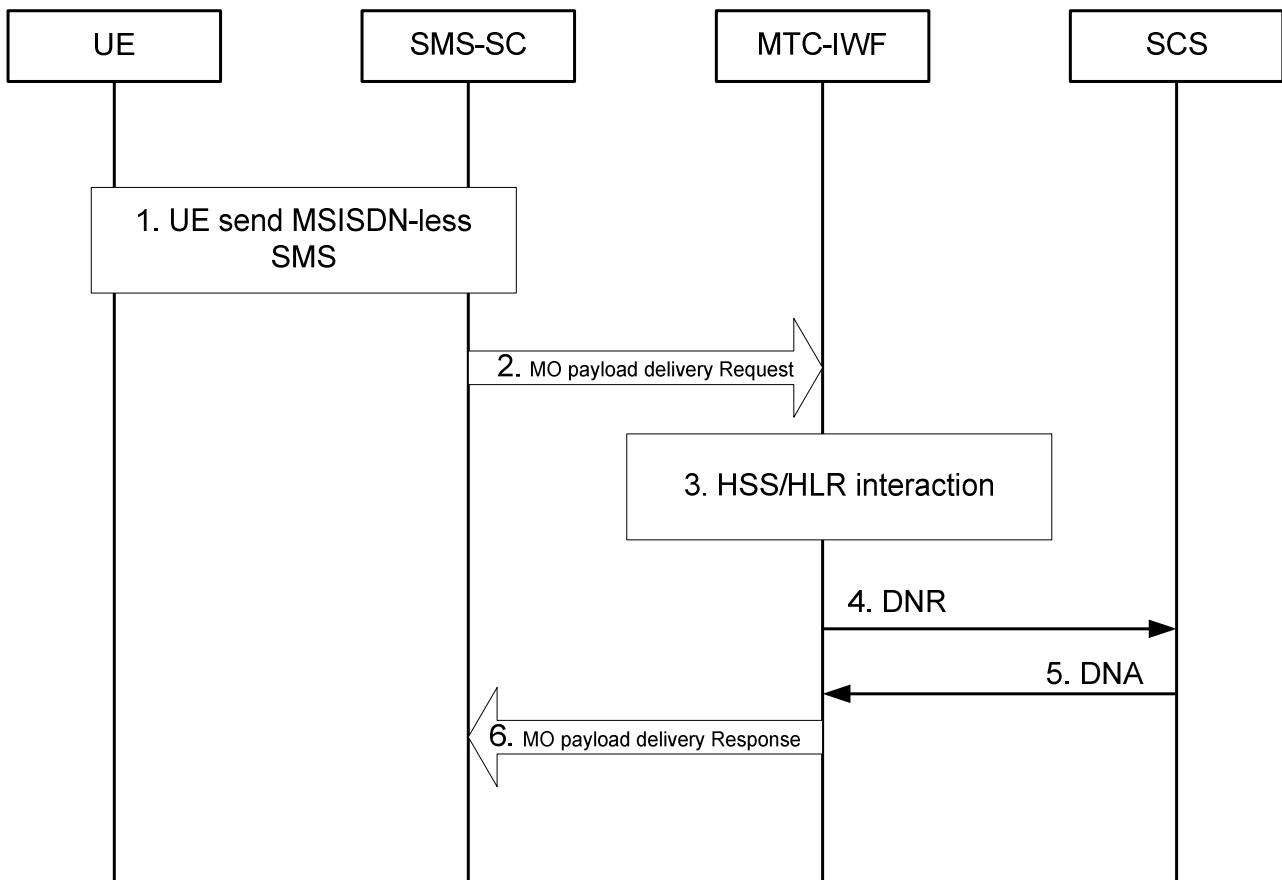 UE
SMS-SC
MTC-IWF
SCS
1. UE send MSISDN-less
SMS
2. MO payload delivery Request
3. HSS/HLR interaction
4. DNR
5. DNA
6. MO payload delivery Response